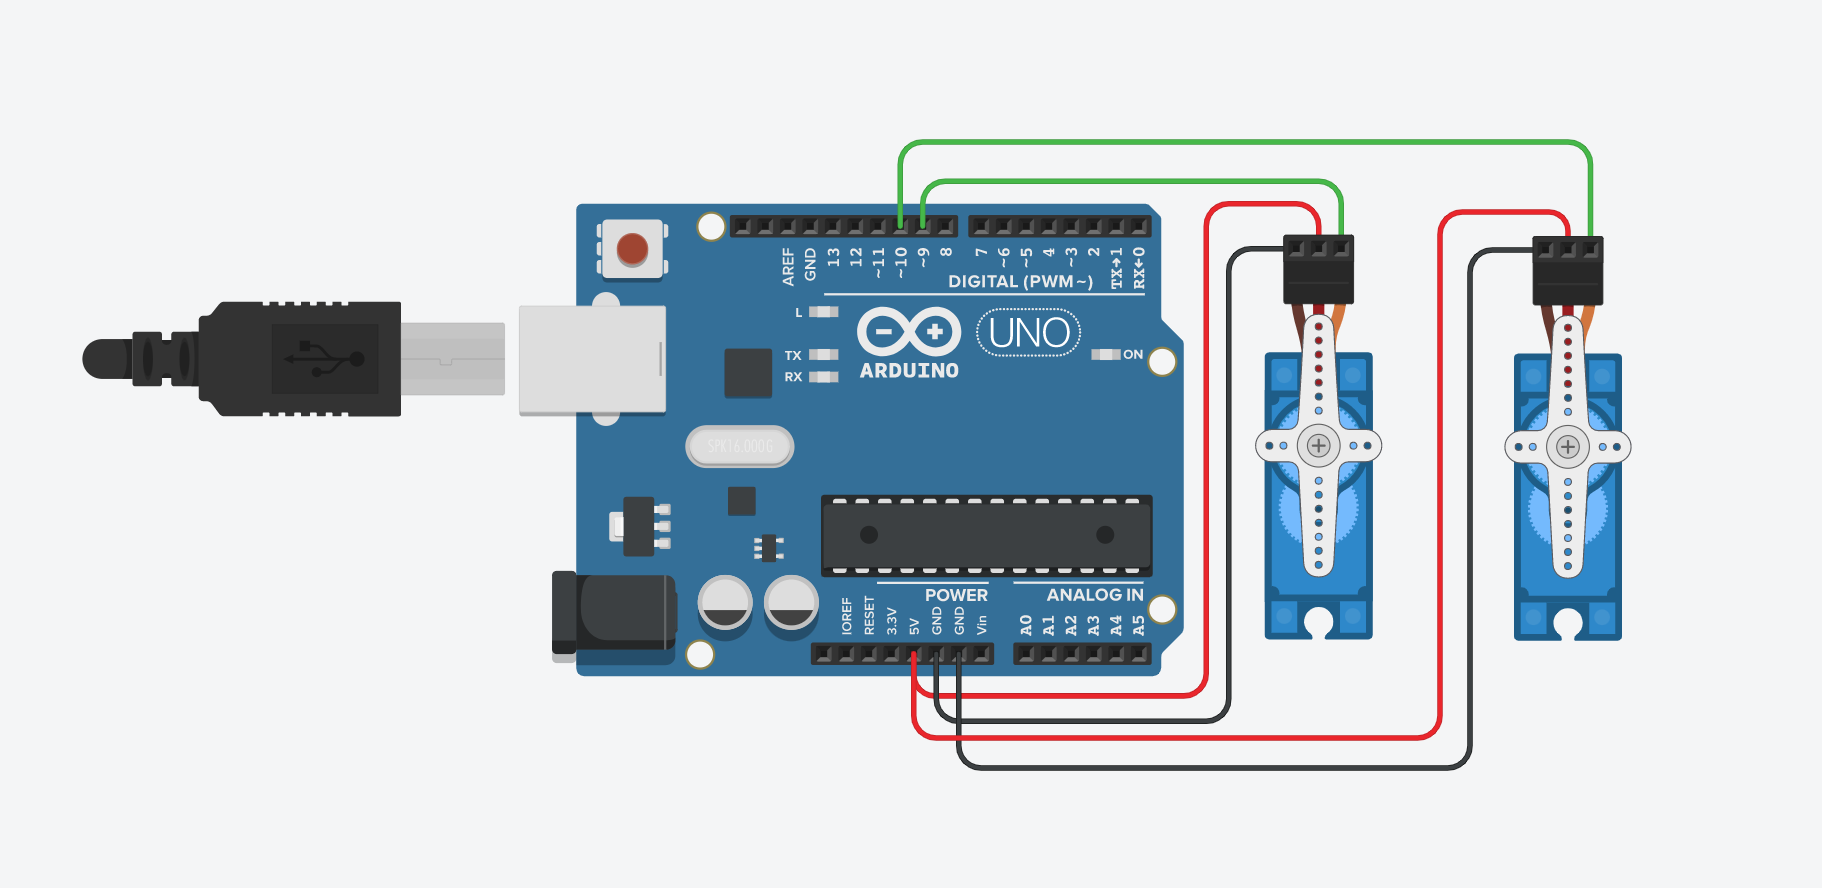 AREF
GND
13
12
~11
~10
~9
8
7
~6
~5
4
~3
2
TX→1
RX←0
DIGITAL (PWM ~)
L
TX
RX
UNO
ON
ARDUINO
SPK16.000G
POWER
ANALOG IN
IOREF
RESET
3.3V
5V
GND
GND
Vin
A0
A1
A2
A3
A4
A5